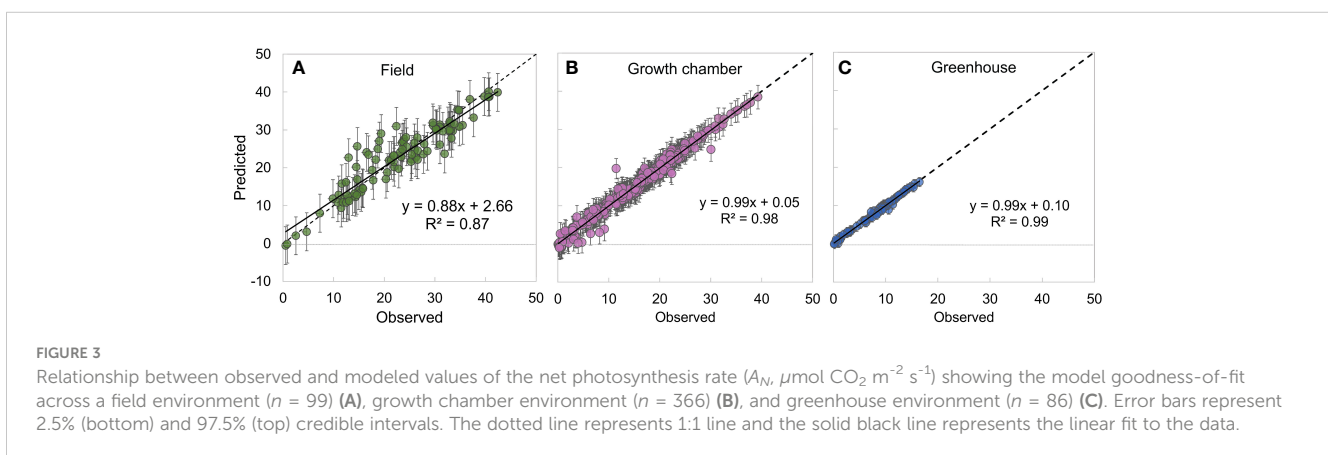 50
40
30
20
10
0
-10
Predicted
A
Field
y = 0.88x + 2.66
R² = 0.87
0 10 20 30 40 50
Observed
B
Growth chamber
y = 0.99x + 0.05
R² = 0.98
0 10 20 30 40 50
Observed
C
Greenhouse
y = 0.99x + 0.10
R² = 0.99
0 10 20 30 40 50
Observed
FIGURE 3
Relationship between observed and modeled values of the net photosynthesis rate (A_N, μmol CO₂ m⁻² s⁻¹) showing the model goodness-of-fit
across a field environment (n = 99) (A), growth chamber environment (n = 366) (B), and greenhouse environment (n = 86) (C). Error bars represent
2.5% (bottom) and 97.5% (top) credible intervals. The dotted line represents 1:1 line and the solid black line represents the linear fit to the data.